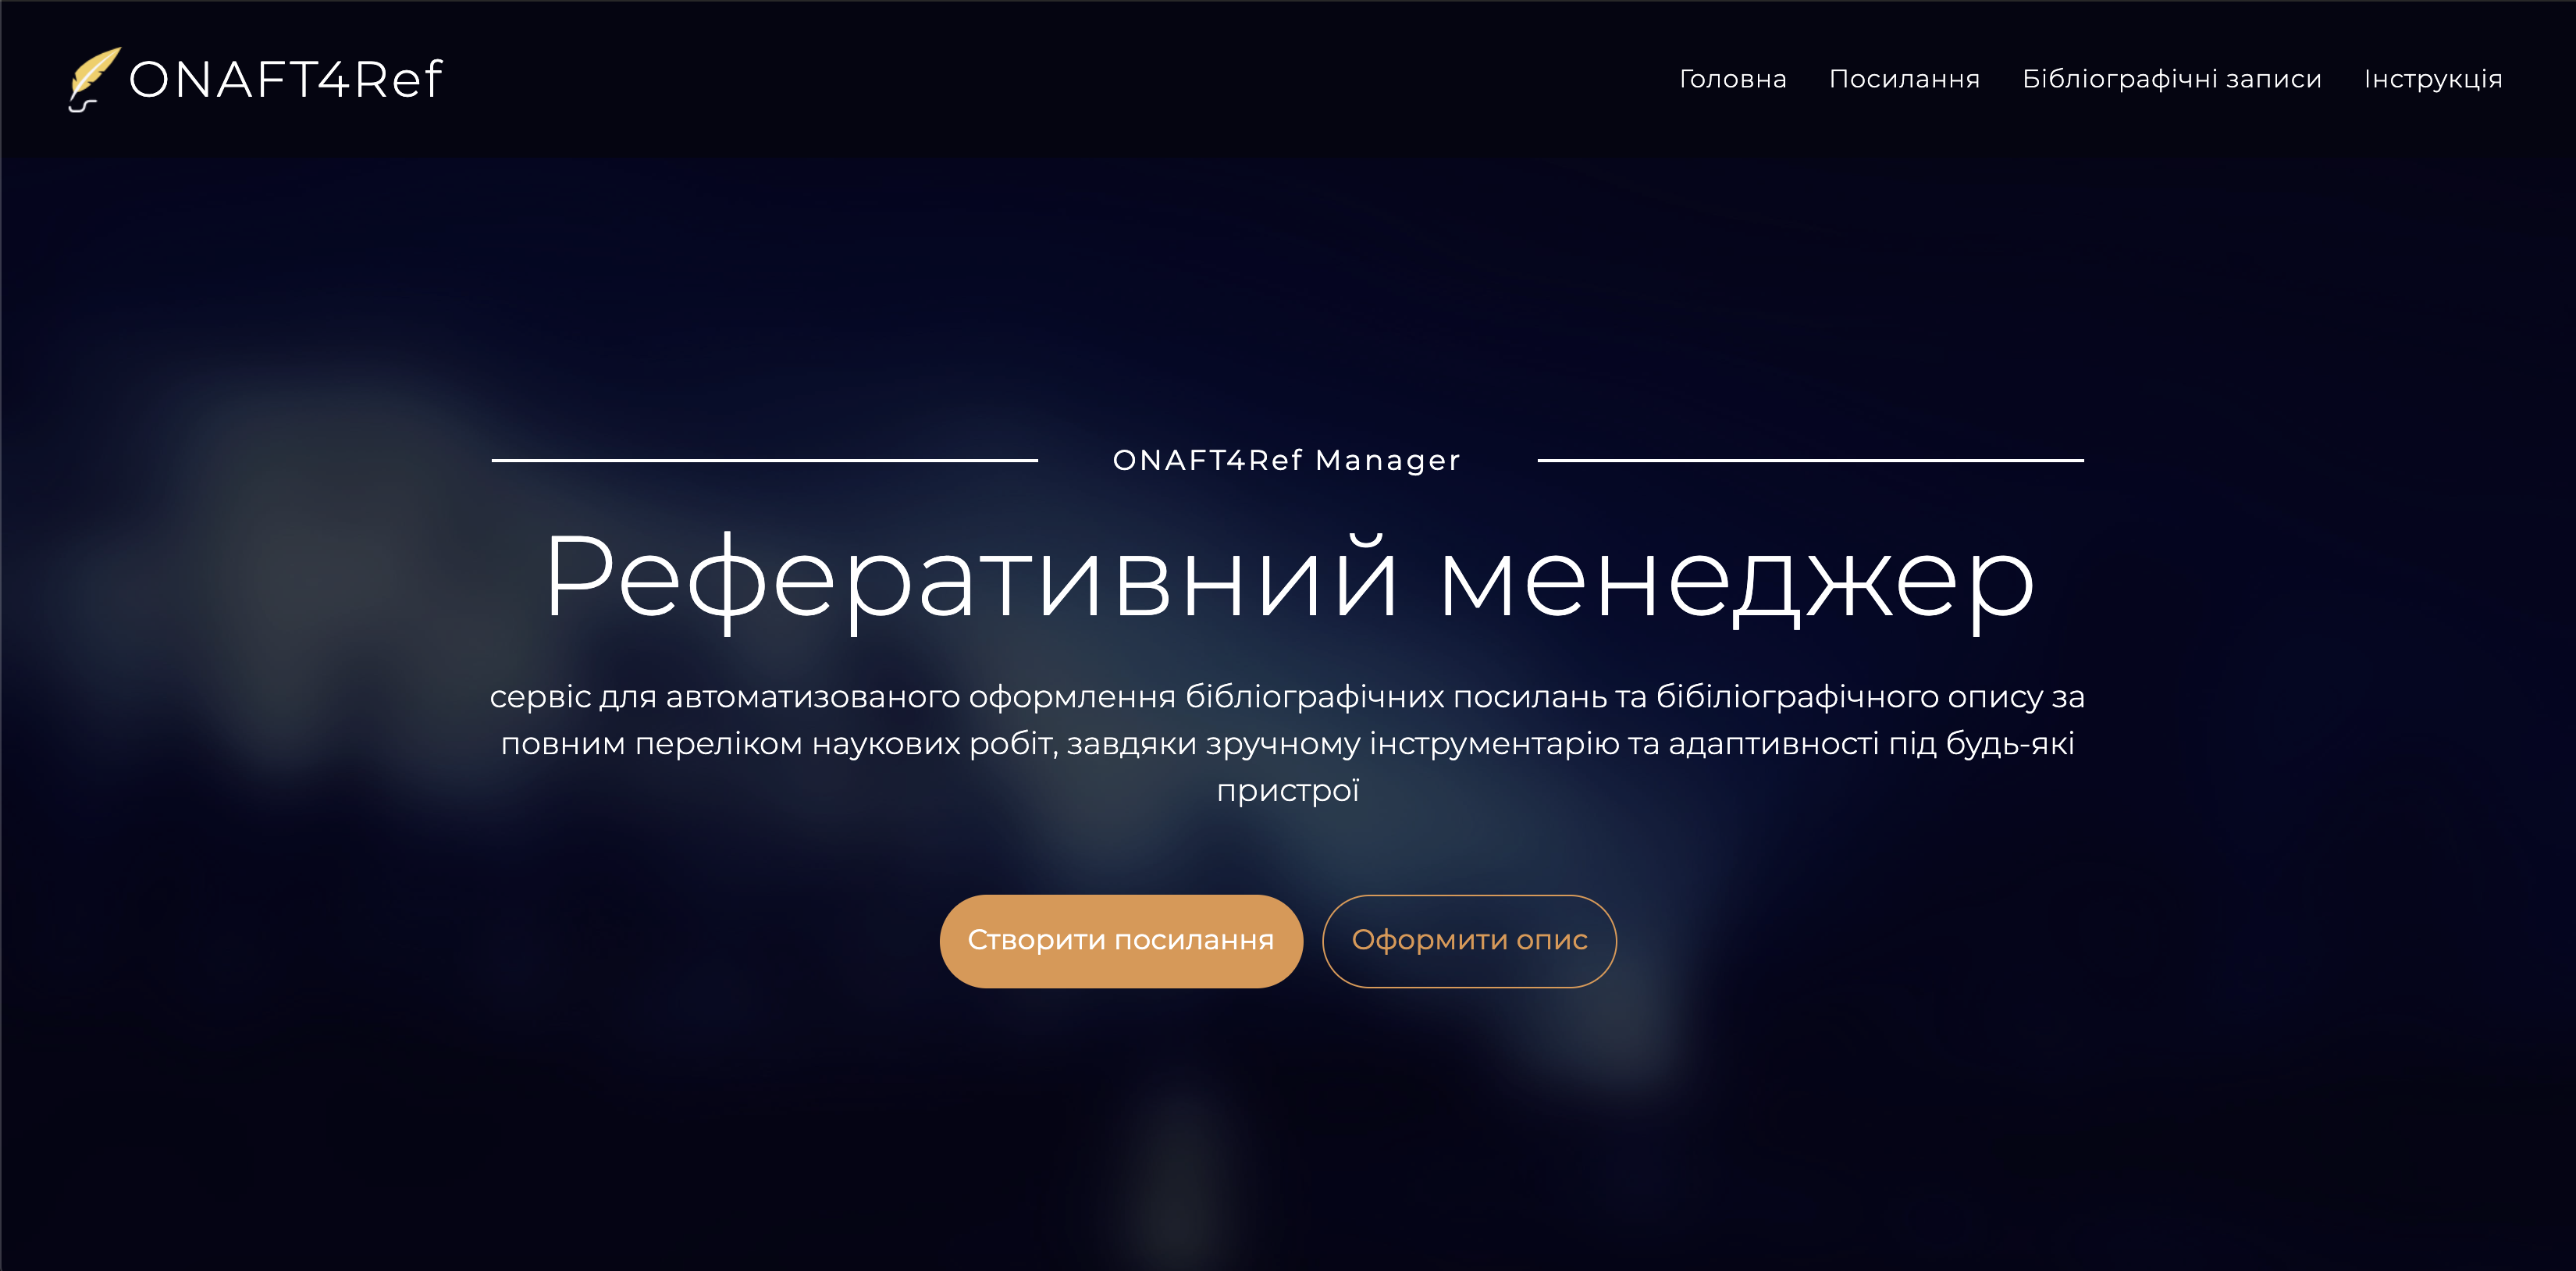 ONAFT4Ref
Головна Посилання Бібліографічні записи Інструкція
ONAFT4Ref Manager
Реферативний менеджер
сервіс для автоматизованого оформлення бібліографічних посилань та бібіліографічного опису за
повним переліком наукових робіт, завдяки зручному інструментарію та адаптивності під будь-які
пристрої
Створити посилання Оформити опис